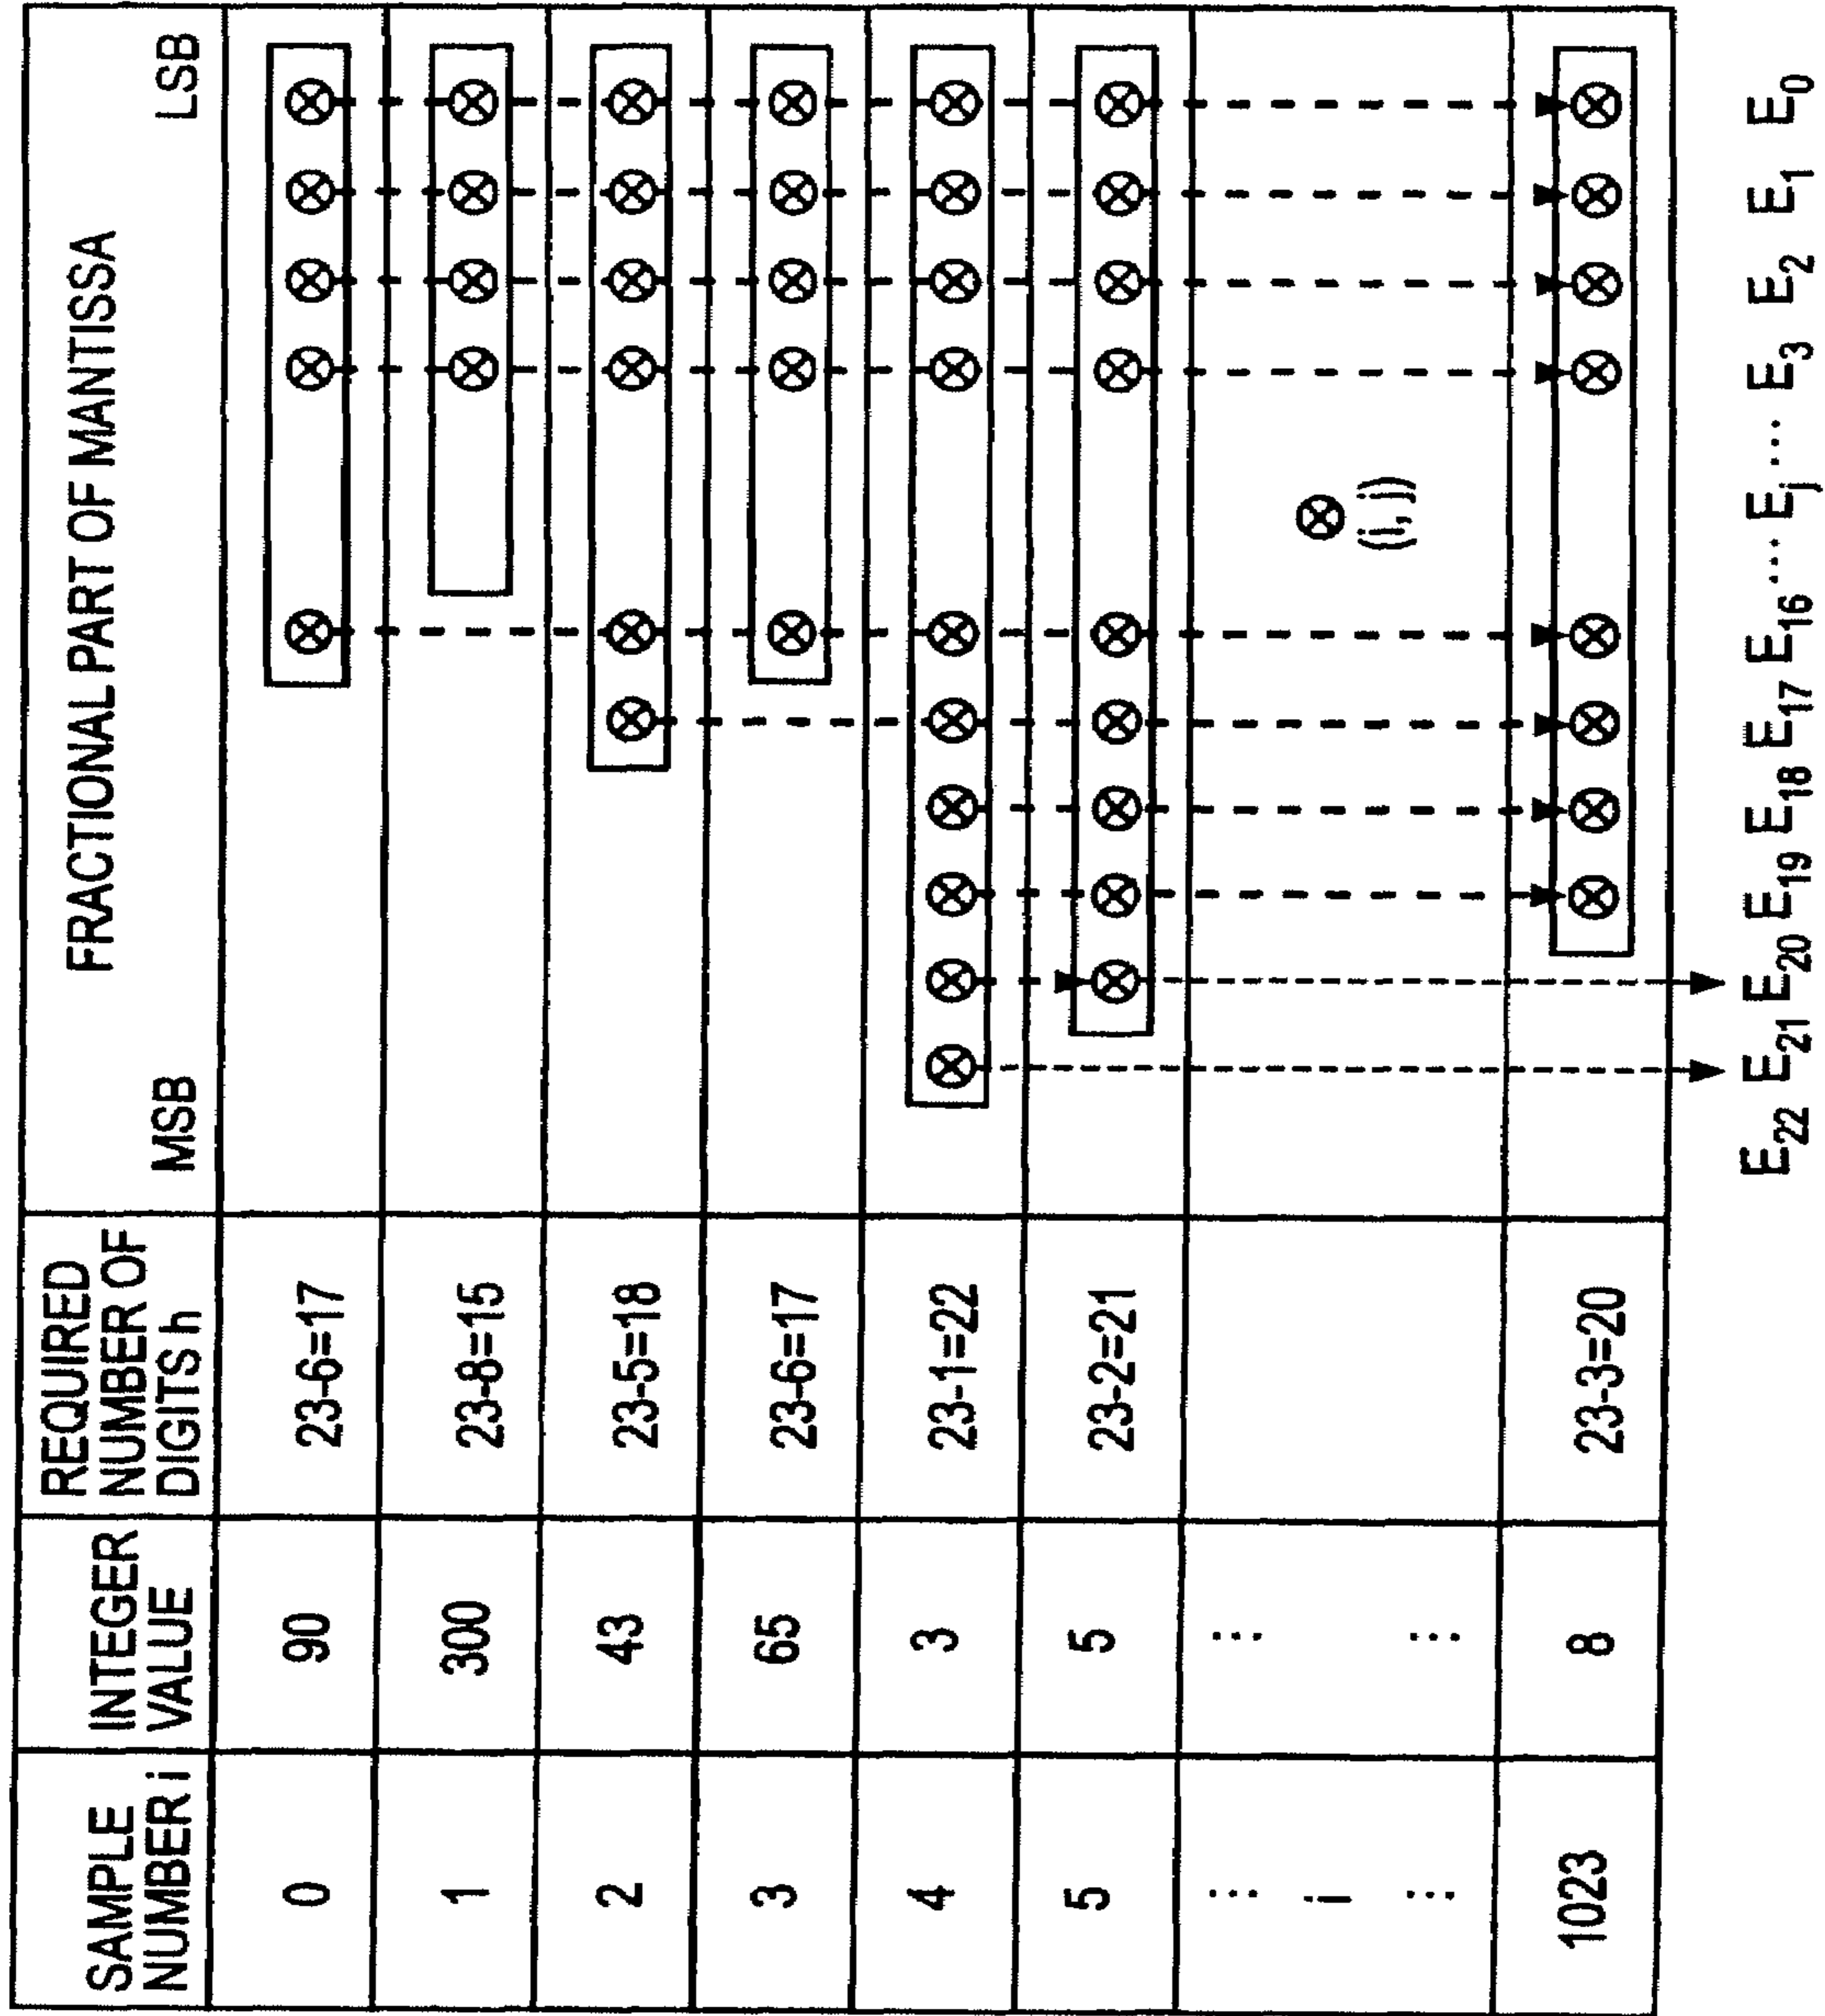 SAMPLE NUMBER i
INTEGER VALUE
REQUIRED NUMBER OF DIGITS h
FRACTIONAL PART OF MANTISSA
MSB LSB
0 90 23-6=17
1 300 23-8=15
2 43 23-5=18
3 65 23-6=17
4 3 23-1=22
5 5 23-2=21
⋮ ⋮
i (i, j)
⋮ ⋮
1023 8 23-3=20
E22 E21 E20 E19 E18 E17 E16 ··· Ej ··· E3 E2 E1 E0